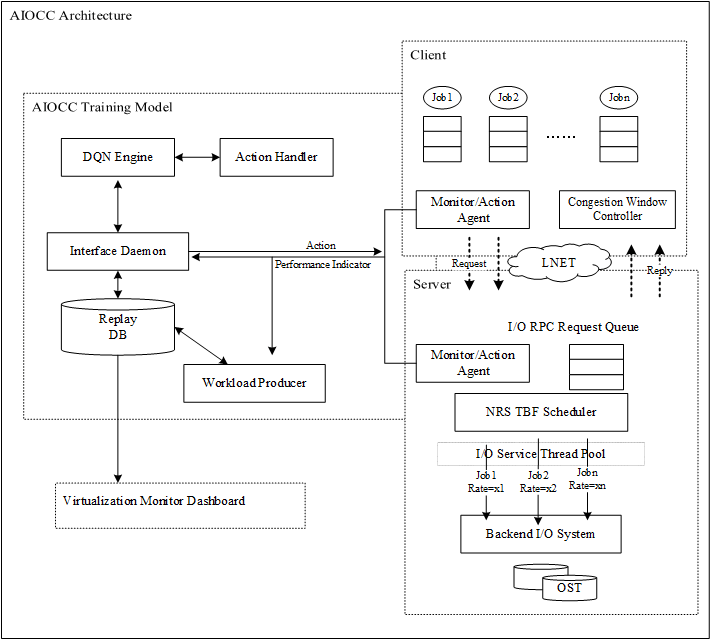 AIOCC Architecture
Client
Job1
Job2
Jobn
......
AIOCC Training Model
DQN Engine
Action Handler
Monitor/Action
Agent
Congestion Window
Controller
Interface Daemon
Action
Performance Indicator
Request
LNET
Reply
Server
Replay
DB
I/O RPC Request Queue
Monitor/Action
Agent
Workload Producer
NRS TBF Scheduler
I/O Service Thread Pool
Job1
Rate=x1
Job2
Rate=x2
Jobn
Rate=xn
Virtualization Monitor Dashboard
Backend I/O System
OST